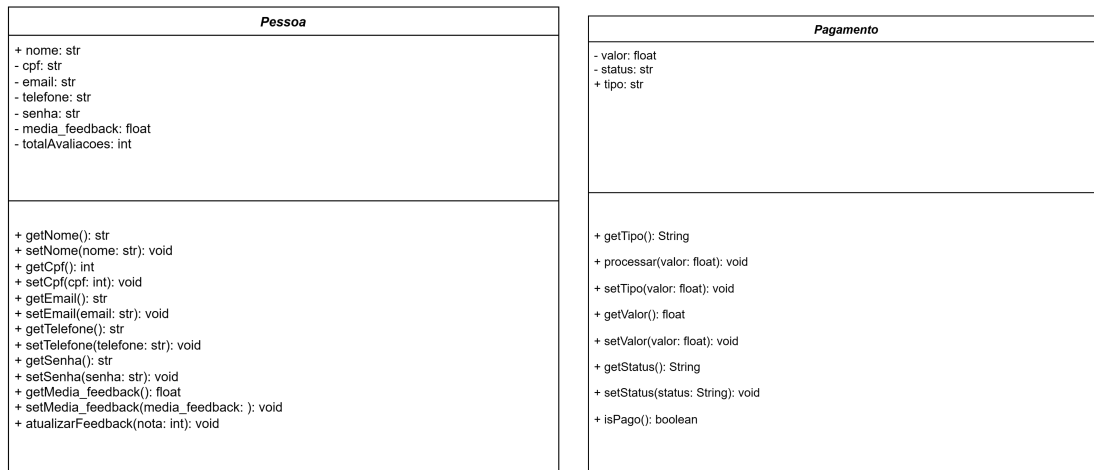 Pessoa
+ nome: str
- cpf: str
- email: str
- telefone: str
- senha: str
- media_feedback: float
- totalAvaliacoes: int
+ getNome(): str
+ setNome(nome: str): void
+ getCpf(): int
+ setCpf(cpf: int): void
+ getEmail(): str
+ setEmail(email: str): void
+ getTelefone(): str
+ setTelefone(telefone: str): void
+ getSenha(): str
+ setSenha(senha: str): void
+ getMedia_feedback(): float
+ setMedia_feedback(media_feedback: ): void
+ atualizarFeedback(nota: int): void
Pagamento
- valor: float
- status: str
+ tipo: str
+ getTipo(): String
+ processar(valor: float): void
+ setTipo(valor: float): void
+ getValor(): float
+ setValor(valor: float): void
+ getStatus(): String
+ setStatus(status: String): void
+ isPago(): boolean